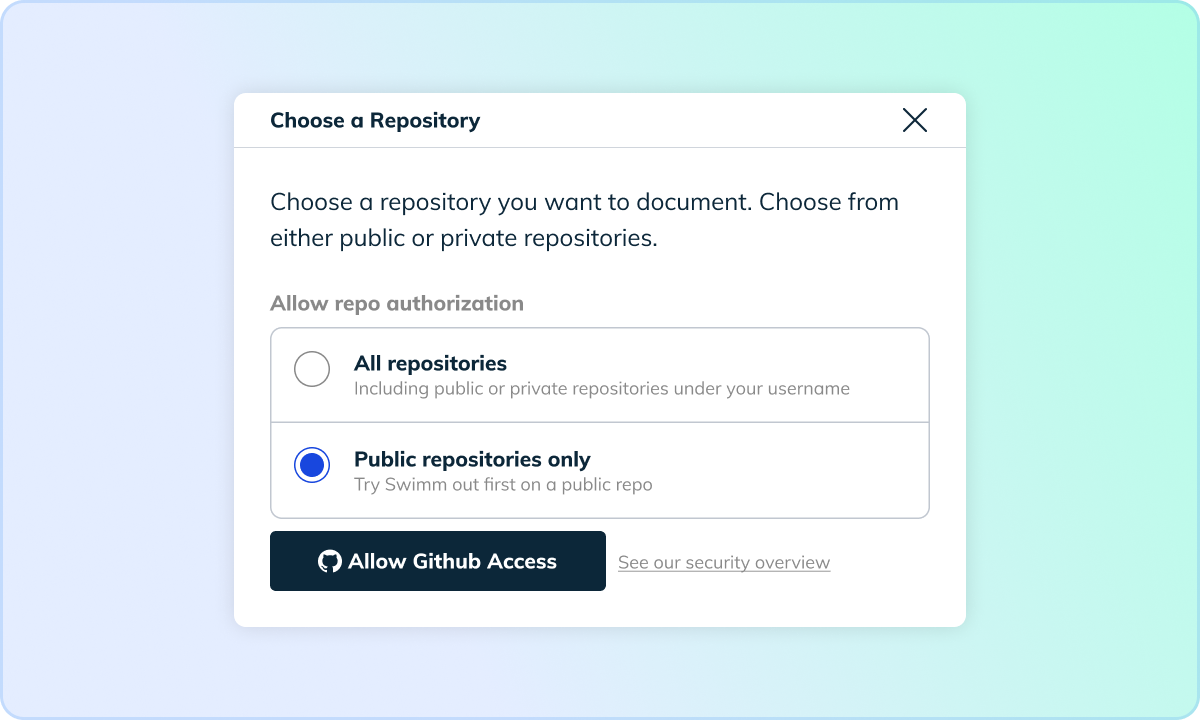 Choose a Repository
Choose a repository you want to document. Choose from
either public or private repositories.
Allow repo authorization
All repositories
Including public or private repositories under your username
Public repositories only
Try Swimm out first on a public repo
Allow Github Access
See our security overview